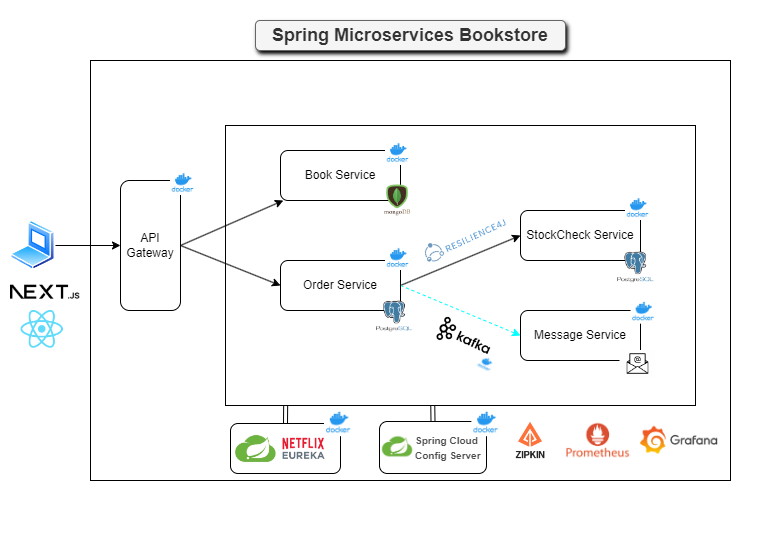 Spring Microservices Bookstore
docker
Book Service
mongoDB
docker
API
Gateway
docker
StockCheck Service
PostgreSQL
RESILIENCE4J
docker
Order Service
PostgreSQL
NEXT.JS
kafka
docker
Message Service
@
docker
NETFLIX
EUREKA
docker
Spring Cloud
Config Server
ZIPKIN
Prometheus
Grafana